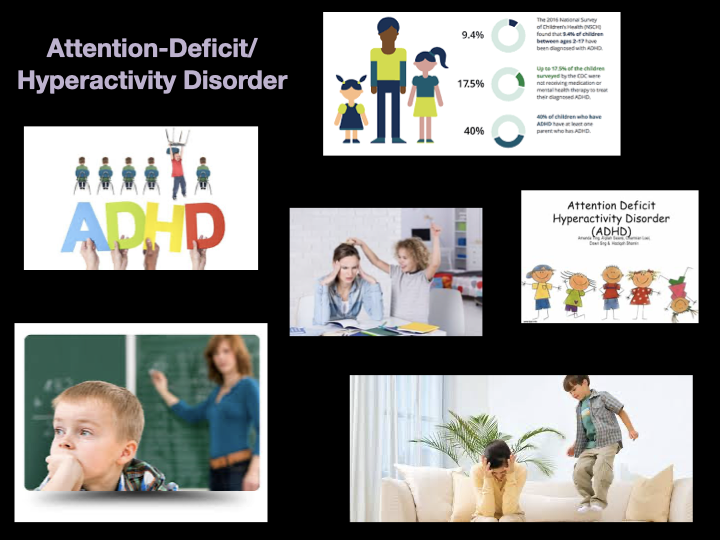 Attention-Deficit/
Hyperactivity Disorder
9.4%
The 2016 National Survey
of Children's Health (NSCH)
found that 9.4% of children
between ages 2-17 have
been diagnosed with ADHD.
17.5%
Up to 17.5% of the children
surveyed by the CDC were
not receiving medication or
mental health therapy to treat
their diagnosed ADHD.
40%
40% of children who have
ADHD have at least one
parent who has ADHD.
ADHD
Attention Deficit
Hyperactivity Disorder
(ADHD)